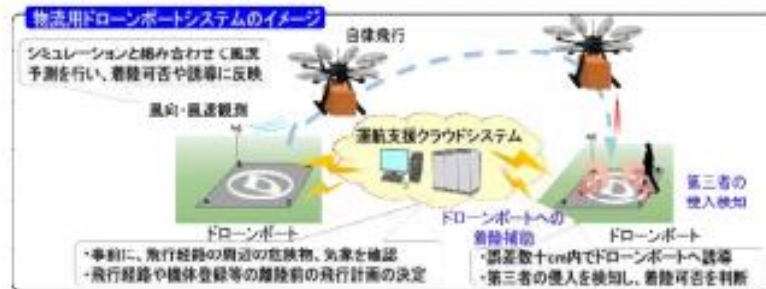 物流用ドローンポートシステムのイメージ
シミュレーションと組み合わせて風況
予測を行い、着陸可否や誘導に反映
自律飛行
風向・風速観測
運航支援クラウドシステム
第三者の
侵入検知
ドローンポート
ドローンポートへの
着陸補助
ドローンポート
・事前に、飛行経路の周辺の危険物、気象を確認
・飛行経路や機体登録等の離陸前の飛行計画の決定
・誤差数十cm内でドローンポートへ誘導
・第三者の侵入を検知し、着陸可否を判断